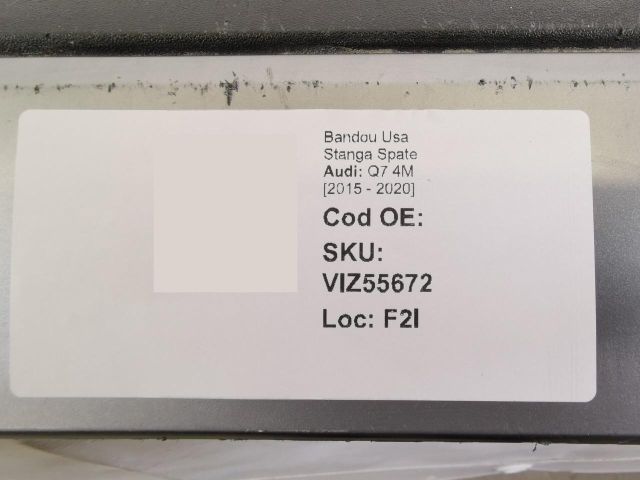 Bandou Usa
Stanga Spate
Audi: Q7 4M
[2015 - 2020]
Cod OE:
SKU:
VIZ55672
Loc: F2I